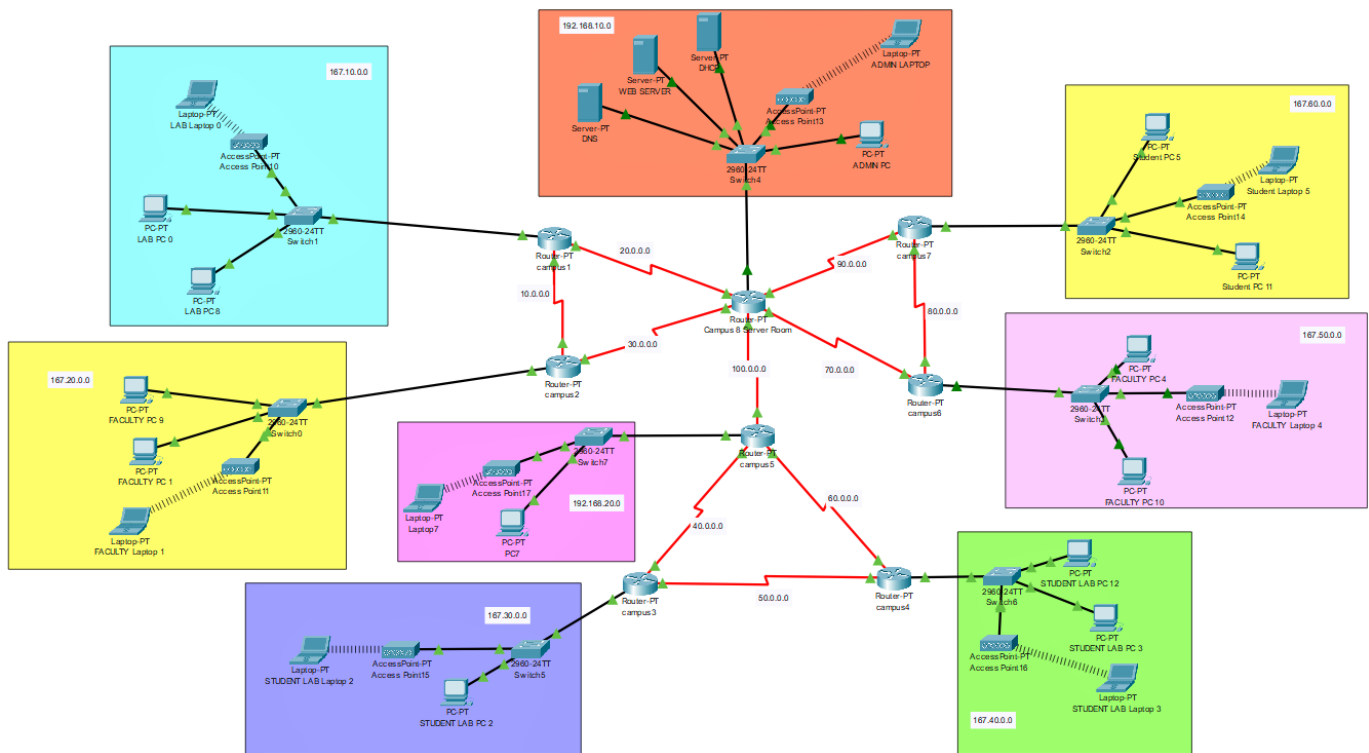 192.168.10.0
Server-PT
DHCP
Server-PT
WEB SERVER
Server-PT
DNS
Laptop-PT
ADMIN LAPTOP
AccessPoint-PT
Access Point13
PC-PT
ADMIN PC
2960-24TT
Switch4
167.10.0.0
Laptop-PT
LAB Laptop 0
AccessPoint-PT
Access Point10
PC-PT
LAB PC 0
2960-24TT
Switch1
PC-PT
LAB PC8
167.60.0.0
PC-PT
Student PC 5
Laptop-PT
Student Laptop 5
AccessPoint-PT
Access Point14
2960-24TT
Switch2
PC-PT
Student PC 11
Router-PT
campus1
20.0.0.0
10.0.0.0
Router-PT
campus7
90.0.0.0
80.0.0.0
Router-PT
Campus 8 Server Room
30.0.0.0
Router-PT
campus2
100.0.0.0
70.0.0.0
Router-PT
campus6
167.50.0.0
PC-PT
FACULTY PC 4
2960-24TT
AccessPoint-PT
Access Point12
Laptop-PT
FACULTY Laptop 4
PC-PT
FACULTY PC 10
167.20.0.0
PC-PT
FACULTY PC 9
2960-24TT
Switch0
PC-PT
FACULTY PC 1
AccessPoint-PT
Access Point11
Laptop-PT
FACULTY Laptop 1
2960-24TT
Switch7
AccessPoint-PT
Access Point17
192.168.20.0
Laptop-PT
Laptop7
PC-PT
PC7
Router-PT
campus5
40.0.0.0
60.0.0.0
Router-PT
campus3
50.0.0.0
Router-PT
campus4
167.30.0.0
Laptop-PT
STUDENT LAB Laptop 2
AccessPoint-PT
Access Point15
2960-24TT
Switch5
PC-PT
STUDENT LAB PC 2
PC-PT
STUDENT LAB PC 12
2960-24TT
Switch6
PC-PT
STUDENT LAB PC 3
AccessPoint-PT
Access Point16
Laptop-PT
STUDENT LAB Laptop 3
167.40.0.0